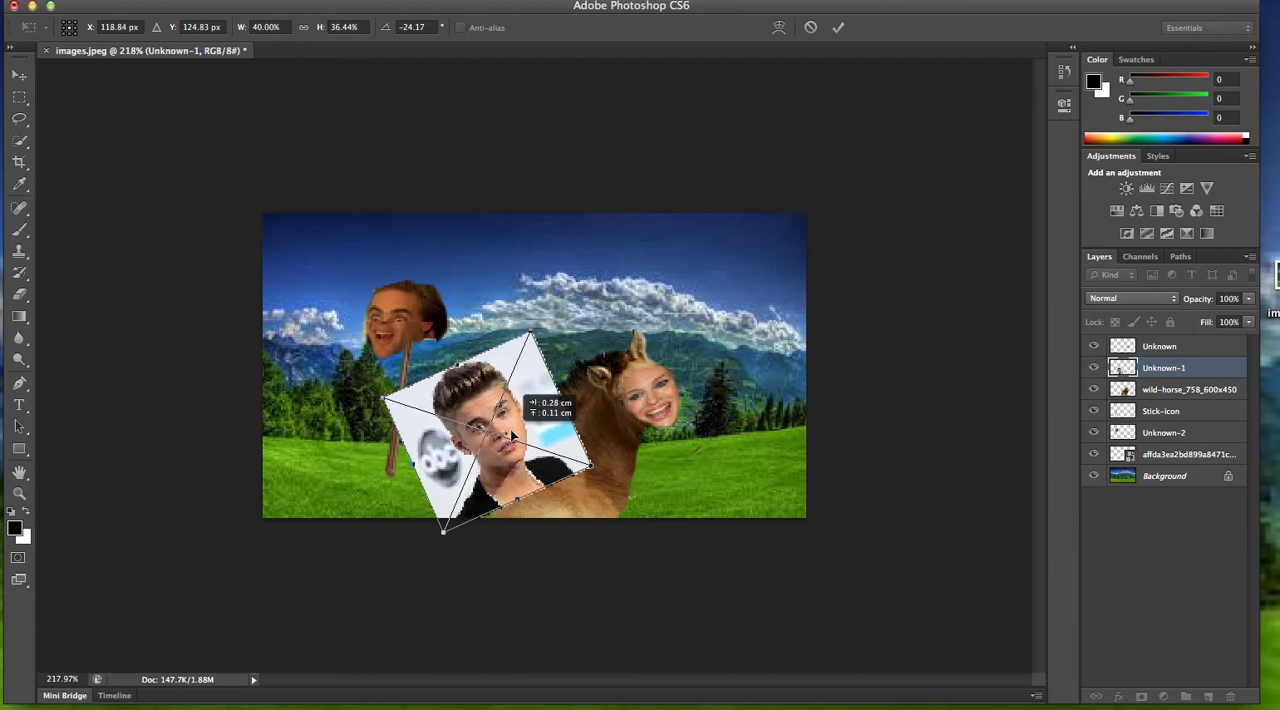 Adobe Photoshop CS6
X: 118.84 px Y: 124.83 px W: 40.00% H: 36.44% -24.17 ° Anti-alias Essentials
images.jpeg @ 218% (Unknown-1, RGB/8#) *
Color Swatches
R 0
G 0
B 0
Adjustments Styles
Add an adjustment
Layers Channels Paths
Kind
Normal Opacity: 100%
Lock: Fill: 100%
Unknown
Unknown-1
wild-horse_758_600x450
Stick-icon
Unknown-2
affda3ea2bd899a8471c...
Background
abc
→|: 0.28 cm
: 0.11 cm
im
217.97% Doc: 147.7K/1.88M
Mini Bridge Timeline